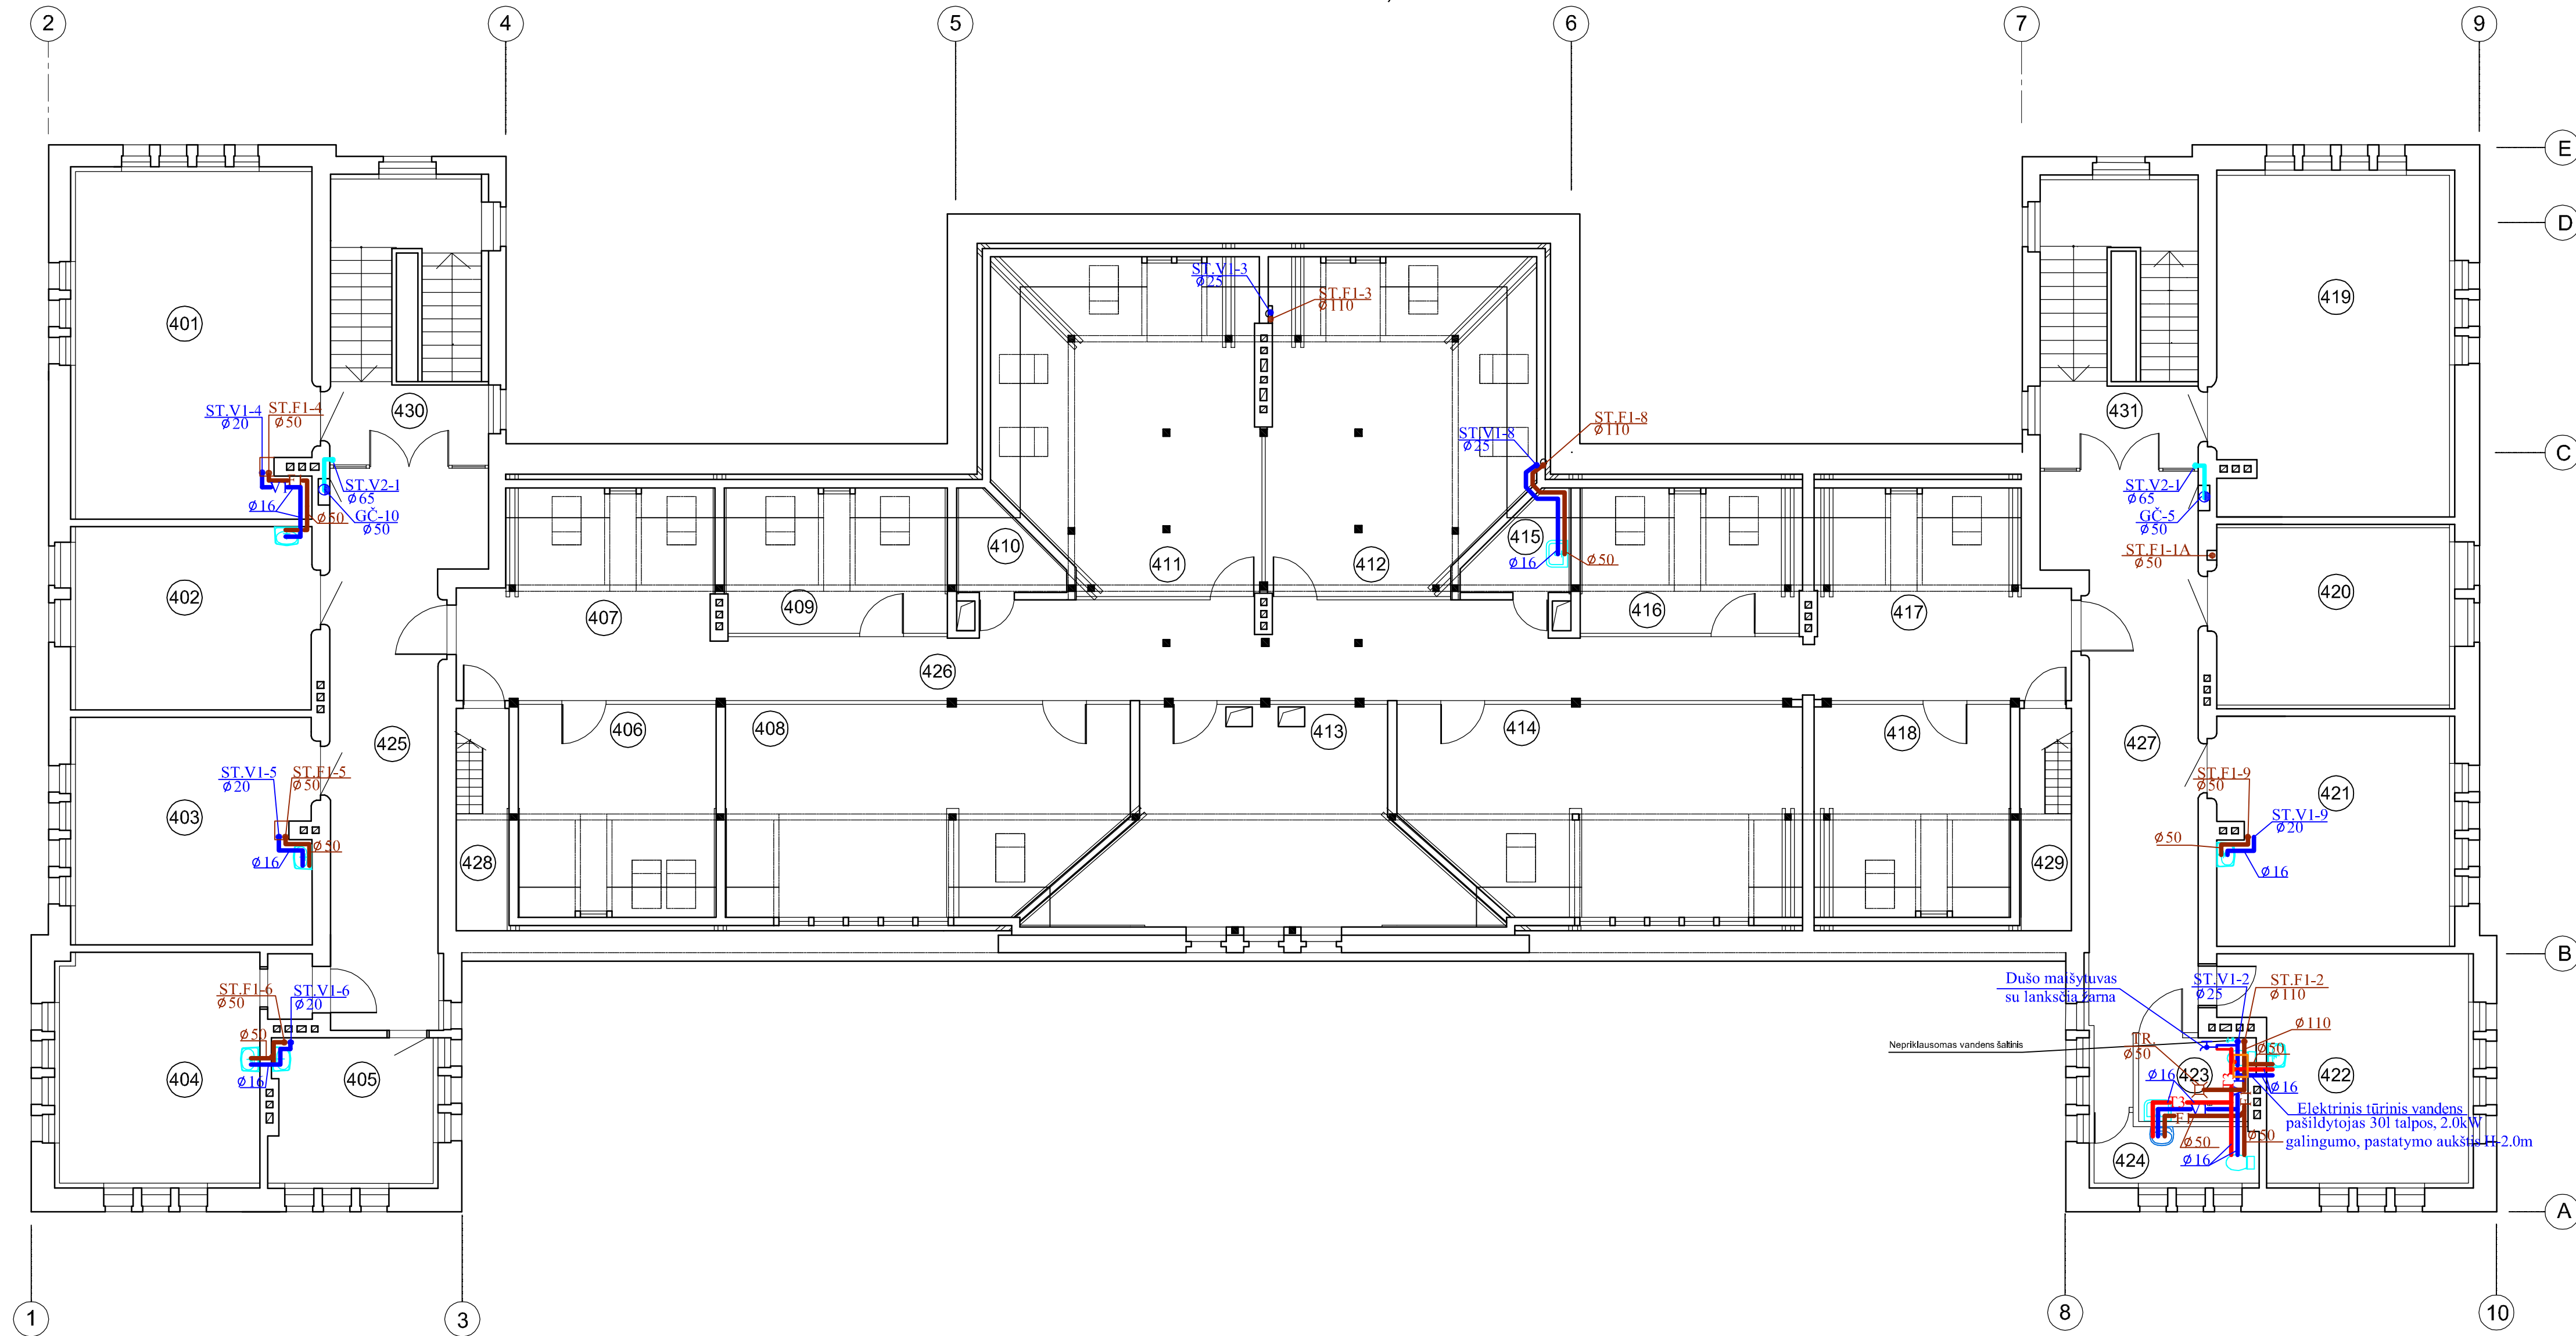 2
4
5
6
7
9
E
D
C
B
A
1
3
8
10
401
430
ST.V1-4
ø20
ST.F1-4
ø50
ø16
ø50
ST.V2-1
ø65
GČ-10
ø50
402
403
ST.V1-5
ø20
ST.F1-5
ø50
ø16
ø50
425
404
405
ST.F1-6
ø50
ST.V1-6
ø20
ø50
ø16
407
409
410
411
412
ST.V1-3
ø25
ST.F1-3
ø110
ST.V1-8
ø25
ST.F1-8
ø110
415
ø16
ø50
416
417
426
406
408
413
414
418
428
429
431
419
ST.V2-1
ø65
GČ-5
ø50
ST.F1-1A
ø50
420
427
421
ST.F1-9
ø50
ST.V1-9
ø20
ø50
ø16
Dušo maišytuvas
su lanksčia žarna
ST.V1-2
ø25
ST.F1-2
ø110
ø110
Nepriklausomas vandens šaltinis
TR.
ø50
ø50
ø16
423
T3
ø16
422
T3
V1
F1
Elektrinis tūrinis vandens
pašildytojas 30l talpos, 2.0kW
galingumo, pastatymo aukštis H-2.0m
ø50
ø50
ø16
424